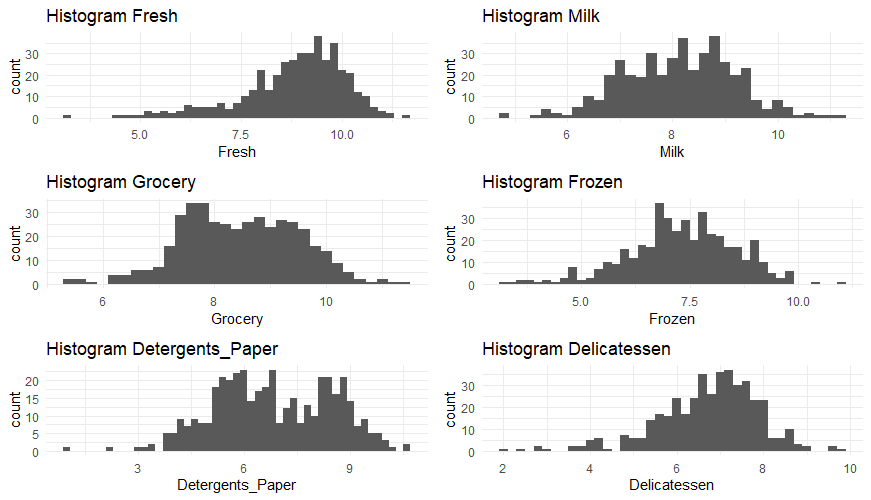 Histogram Fresh
count
30
20
10
0
5.0 7.5 10.0
Fresh
Histogram Milk
count
30
20
10
0
6 8 10
Milk
Histogram Grocery
count
30
20
10
0
6 8 10
Grocery
Histogram Frozen
count
30
20
10
0
5.0 7.5 10.0
Frozen
Histogram Detergents_Paper
count
20
15
10
5
0
3 6 9
Detergents_Paper
Histogram Delicatessen
count
30
20
10
0
2 4 6 8 10
Delicatessen